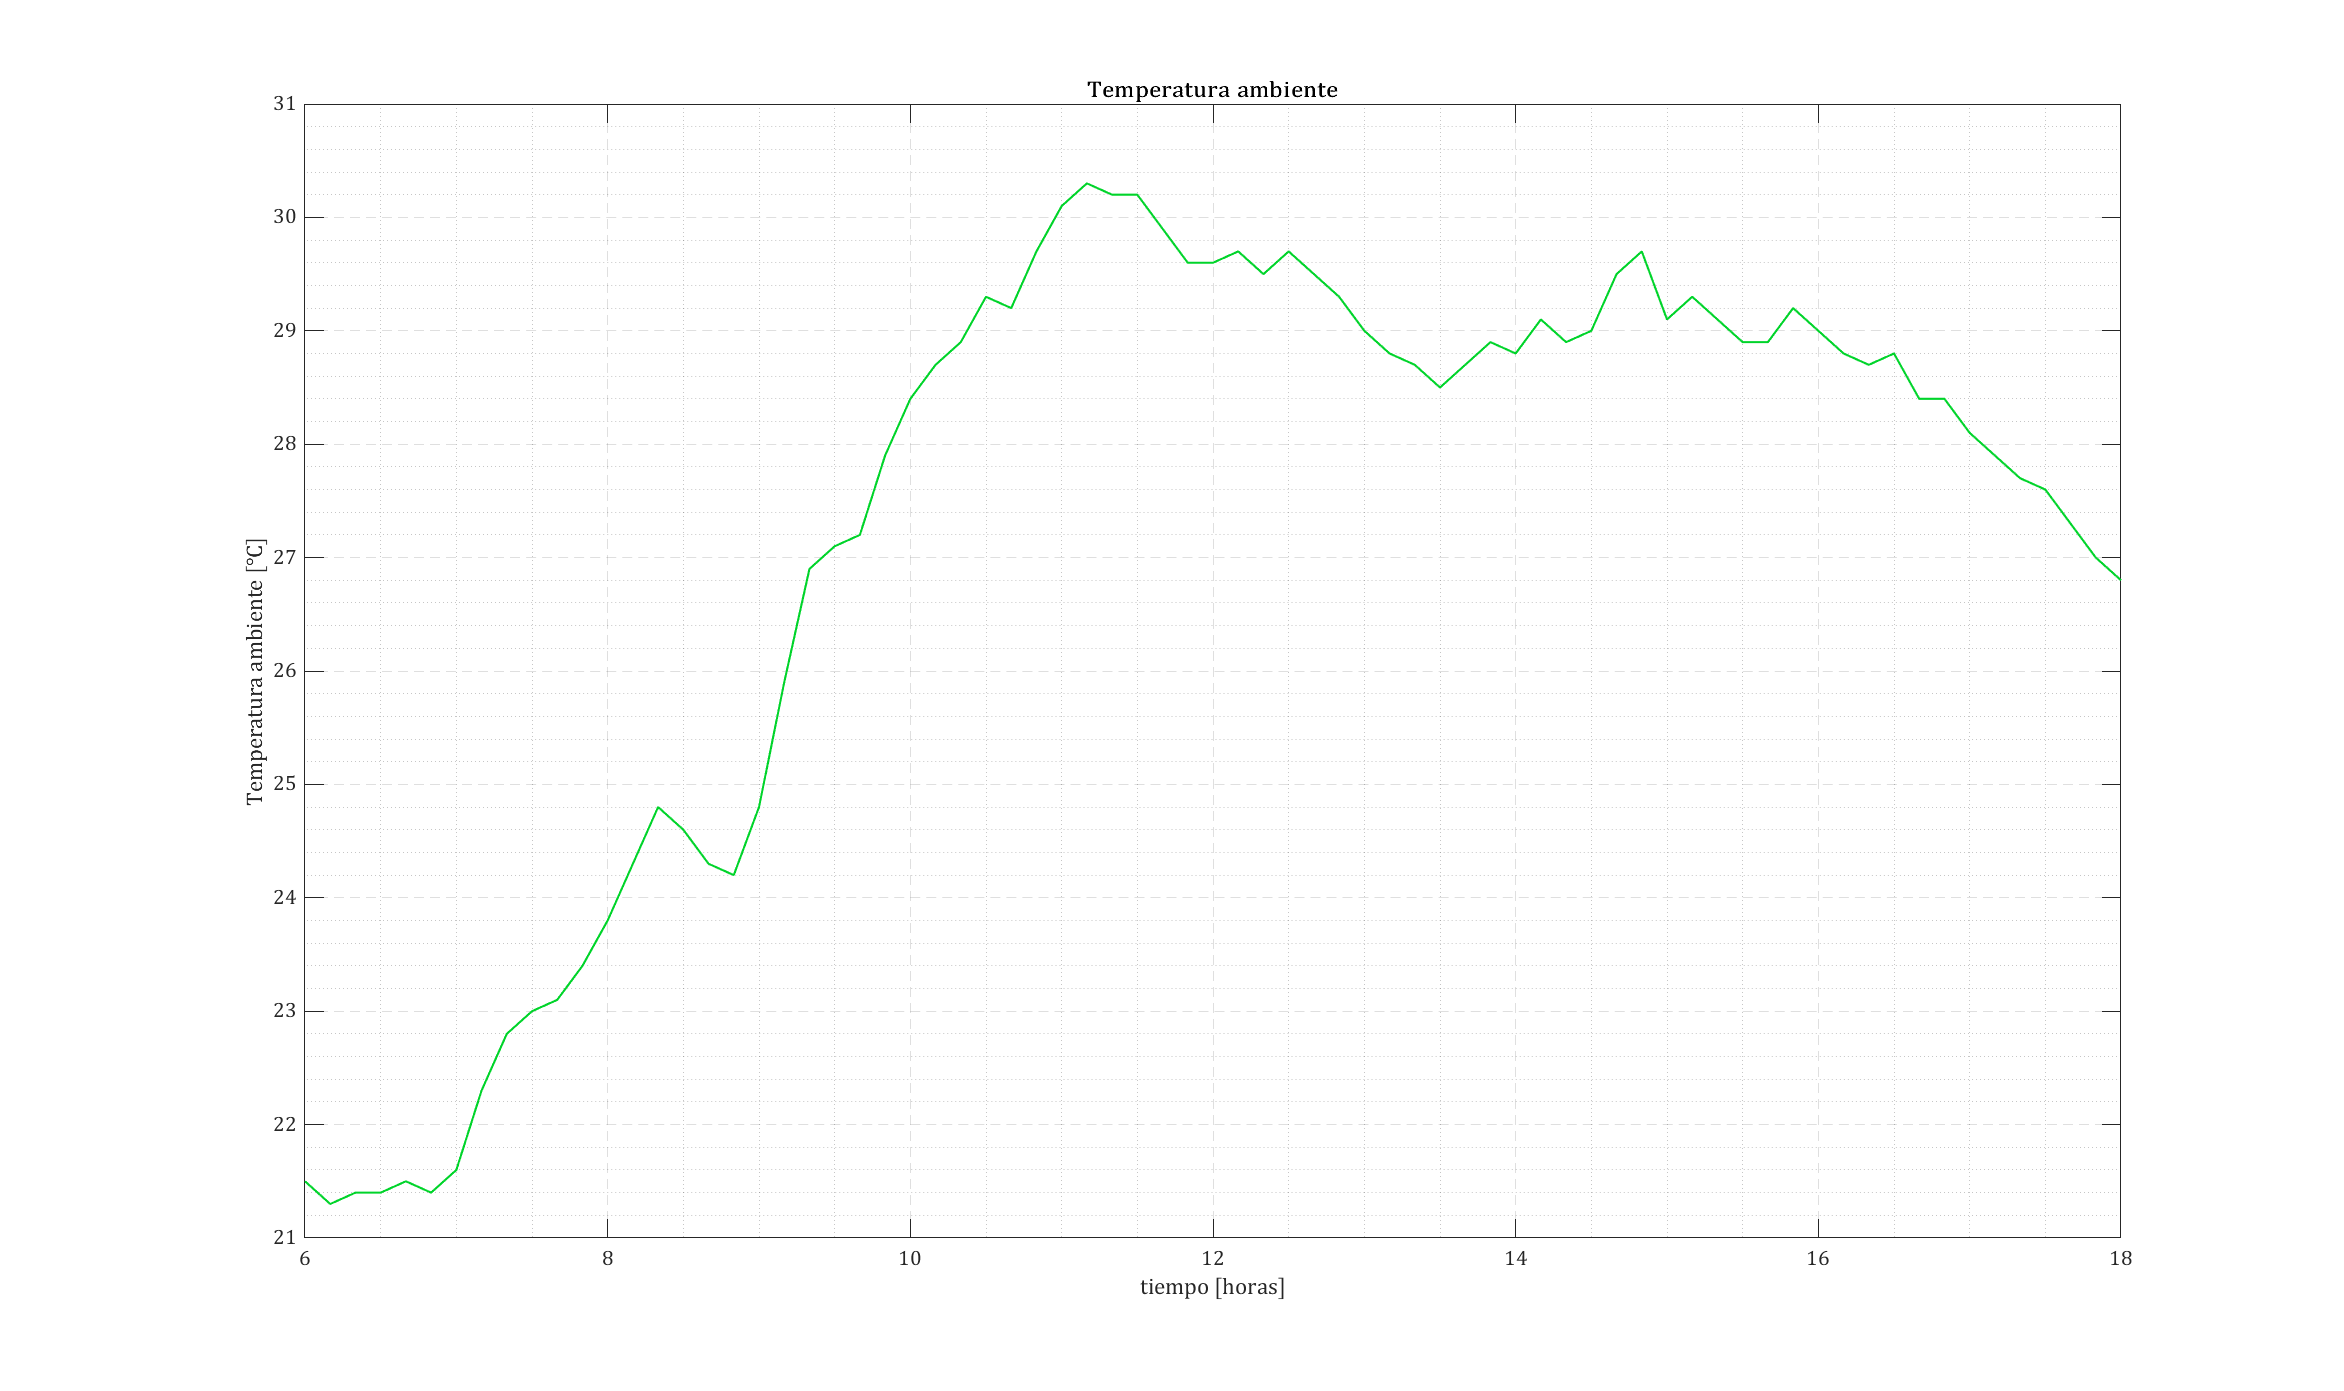 Temperatura ambiente
31
30
29
28
27
26
25
24
23
22
21
Temperatura ambiente [°C]
6 8 10 12 14 16 18
tiempo [horas]